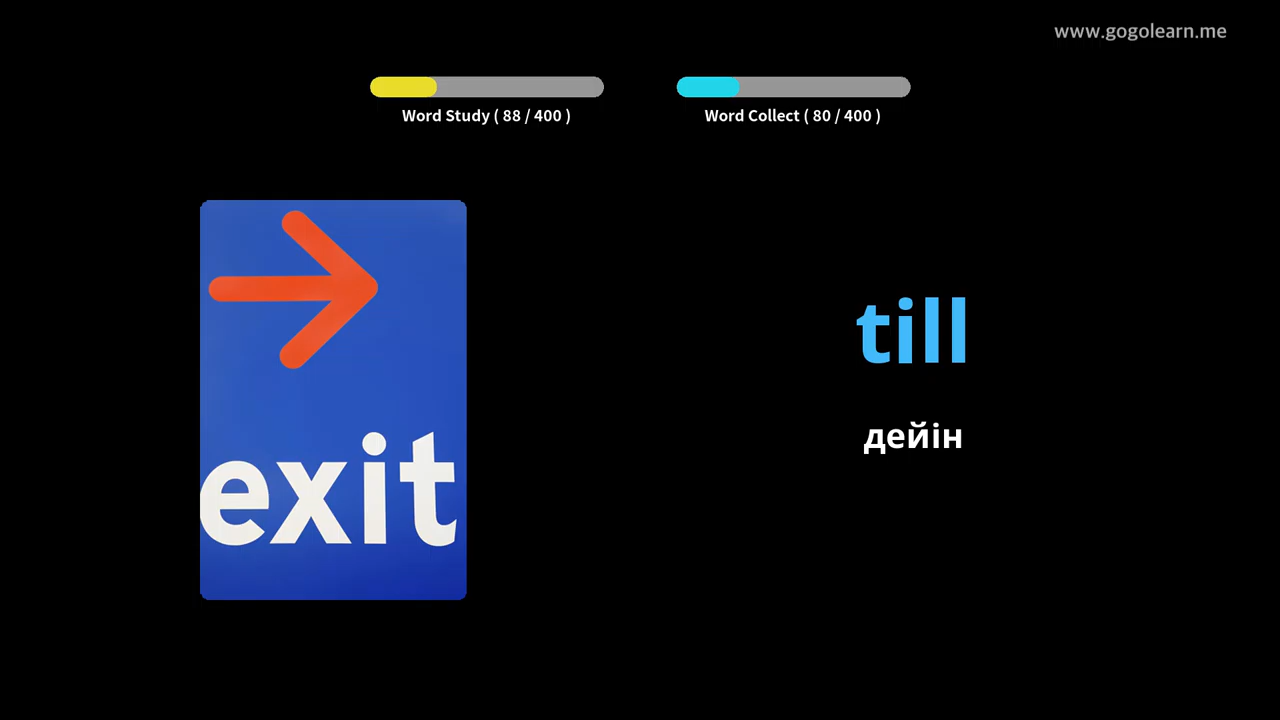 www.gogolearn.me
Word Study ( 88 / 400 )
Word Collect ( 80 / 400 )
exit
till
дейін